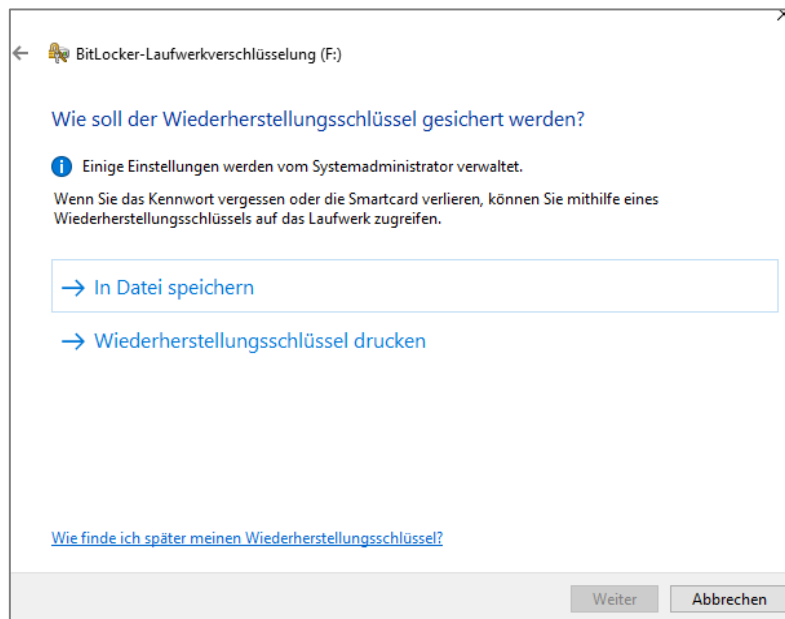 BitLocker-Laufwerkverschlüsselung (F:)
Wie soll der Wiederherstellungsschlüssel gesichert werden?
Einige Einstellungen werden vom Systemadministrator verwaltet.
Wenn Sie das Kennwort vergessen oder die Smartcard verlieren, können Sie mithilfe eines
Wiederherstellungsschlüssels auf das Laufwerk zugreifen.
In Datei speichern
Wiederherstellungsschlüssel drucken
Wie finde ich später meinen Wiederherstellungsschlüssel?
Weiter
Abbrechen